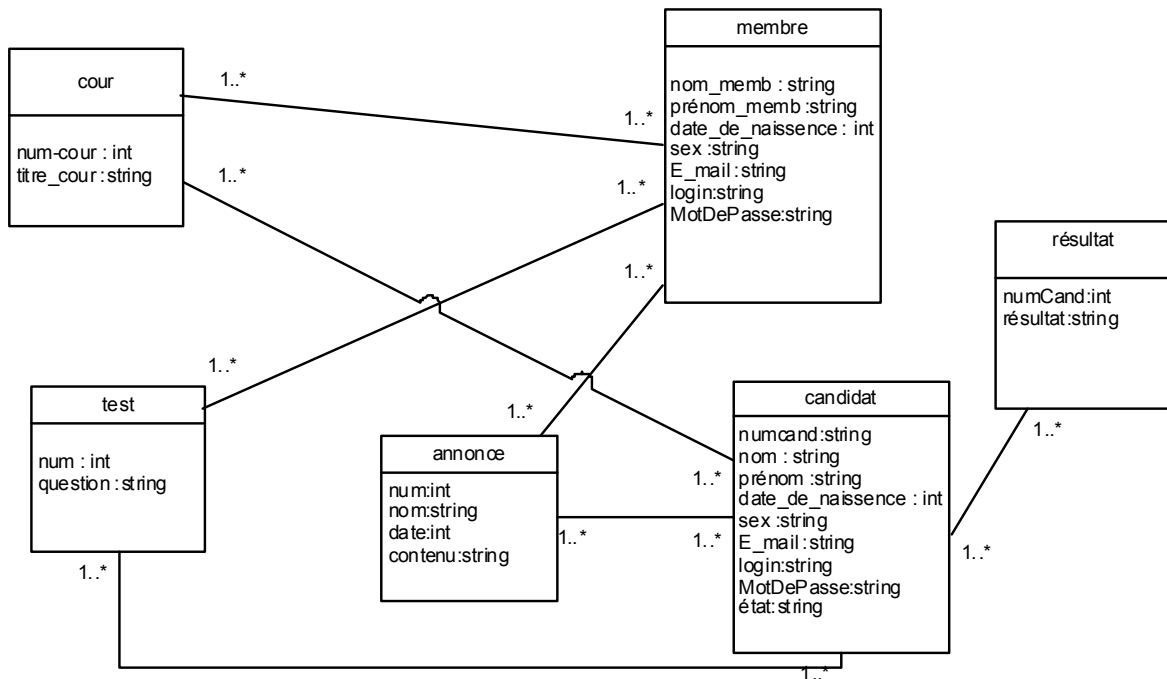 membre
nom_memb : string
prénom_memb :string
date_de_naissence : int
sex :string
E_mail :string
login:string
MotDePasse:string
cour
num-cour : int
titre_cour :string
1..*
1..*
1..*
1..*
1..*
résultat
numCand:int
résultat:string
1..*
test
num : int
question :string
1..*
annonce
num:int
nom:string
date:int
contenu:string
candidat
numcand:string
nom : string
prénom :string
date_de_naissence : int
sex :string
E_mail :string
login:string
MotDePasse:string
état:string
1..*
1..*
1..*
1..*
1..*
1..*
1..*